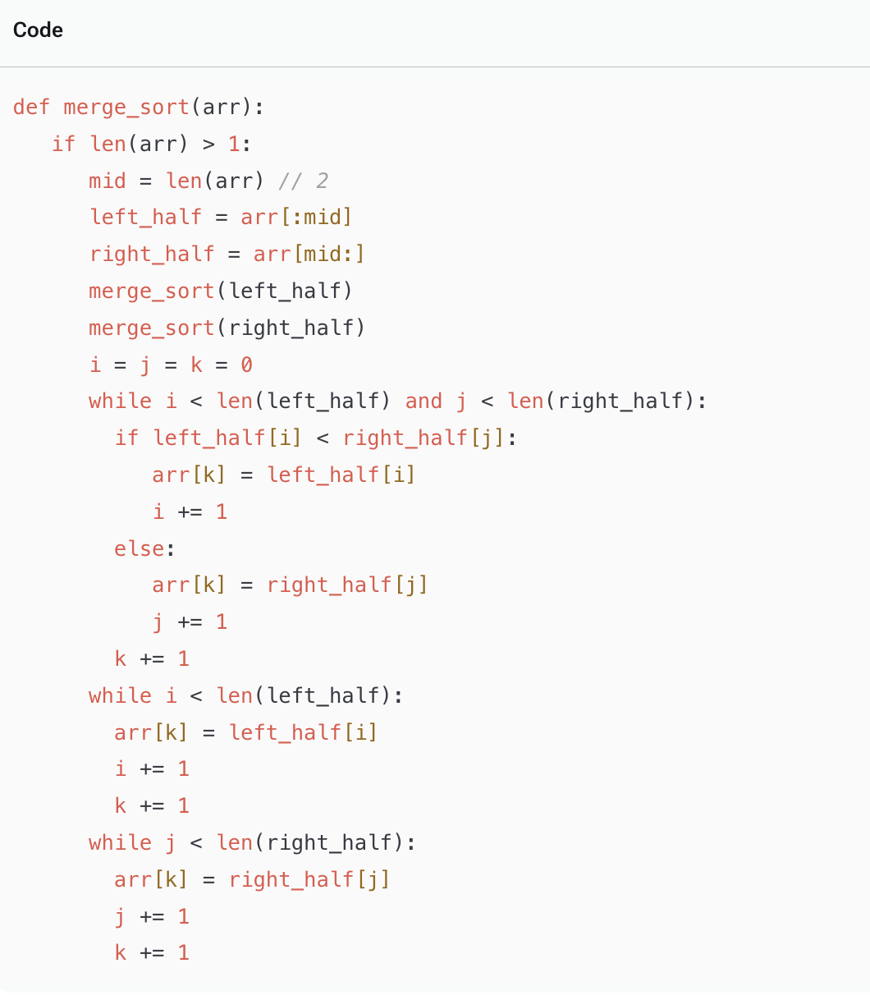 Code
def merge_sort(arr):
   if len(arr) > 1:
      mid = len(arr) // 2
      left_half = arr[:mid]
      right_half = arr[mid:]
      merge_sort(left_half)
      merge_sort(right_half)
      i = j = k = 0
      while i < len(left_half) and j < len(right_half):
        if left_half[i] < right_half[j]:
           arr[k] = left_half[i]
           i += 1
        else:
           arr[k] = right_half[j]
           j += 1
        k += 1
      while i < len(left_half):
        arr[k] = left_half[i]
        i += 1
        k += 1
      while j < len(right_half):
        arr[k] = right_half[j]
        j += 1
        k += 1